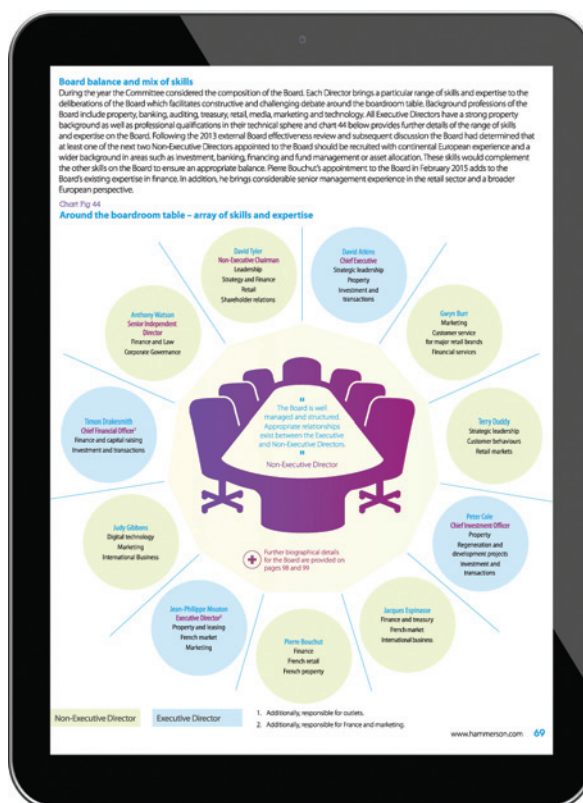 Board balance and mix of skills
During the year the Committee considered the composition of the Board. Each Director brings a particular range of skills and expertise to the
deliberations of the Board which facilitates constructive and challenging debate around the boardroom table. Background professions of the
Board include property, banking, auditing, treasury, retail, media, marketing and technology. All Executive Directors have a strong property
background as well as professional qualifications in their technical sphere and chart 44 below provides further details of the range of skills
and expertise on the Board. Following the 2013 external Board effectiveness review and subsequent discussion the Board had determined that
at least one of the next two Non-Executive Directors appointed to the Board should be recruited with continental European experience and a
wider background in areas such as investment, banking, financing and fund management or asset allocation. These skills would complement
the other skills on the Board to ensure an appropriate balance. Pierre Bouchut's appointment to the Board in February 2015 adds to the
Board's existing expertise in finance. In addition, he brings considerable senior management experience in the retail sector and a broader
European perspective.
Chart Fig 44
Around the boardroom table – array of skills and expertise
David Tyler
Non-Executive Chairman
Leadership
Strategy and Finance
Retail
Shareholder relations
David Atkins
Chief Executive
Strategic leadership
Property
Investment and
transactions
Anthony Watson
Senior Independent
Director
Finance and Law
Corporate Governance
Gwyn Burr
Marketing
Customer service
for major retail brands
Financial services
Timon Drakesmith
Chief Financial Officer¹
Finance and capital raising
Investment and transactions
"
The Board is well
managed and structured.
Appropriate relationships
exist between the Executive
and Non-Executive Directors.
"
Non-Executive Director
Terry Duddy
Strategic leadership
Customer behaviours
Retail markets
Judy Gibbons
Digital technology
Marketing
International Business
Peter Cole
Chief Investment Officer
Property
Regeneration and
development projects
Investment and
transactions
Further biographical details
for the Board are provided on
pages 98 and 99
Jean-Philippe Mouton
Executive Director²
Property and leasing
French market
Marketing
Pierre Bouchut
Finance
French retail
French property
Jacques Espinasse
Finance and treasury
French market
International business
Non-Executive Director
Executive Director
1. Additionally, responsible for outlets.
2. Additionally, responsible for France and marketing.
www.hammerson.com 69